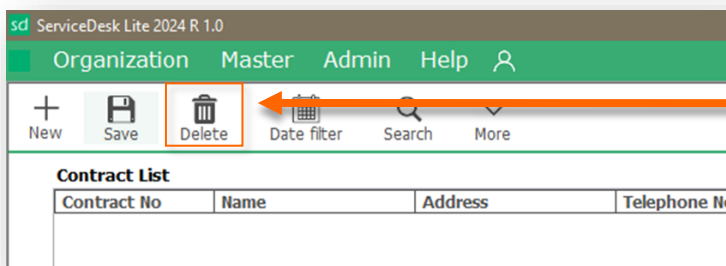 sd ServiceDesk Lite 2024 R 1.0
Organization Master Admin Help
New Save Delete Date filter Search More
Contract List
Contract No Name Address Telephone